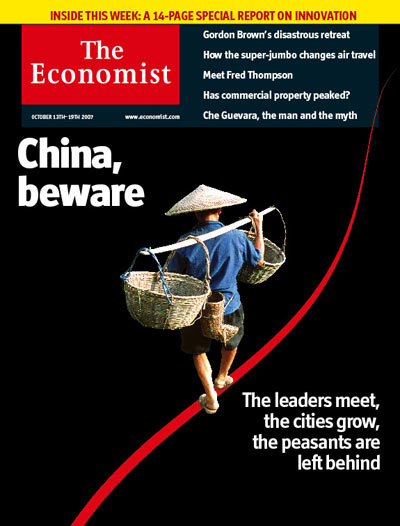 INSIDE THIS WEEK: A 14-PAGE SPECIAL REPORT ON INNOVATION
The
Economist
OCTOBER 13TH–19TH 2007
www.economist.com
Gordon Brown's disastrous retreat
How the super-jumbo changes air travel
Meet Fred Thompson
Has commercial property peaked?
Che Guevara, the man and the myth
China,
beware
The leaders meet,
the cities grow,
the peasants are
left behind